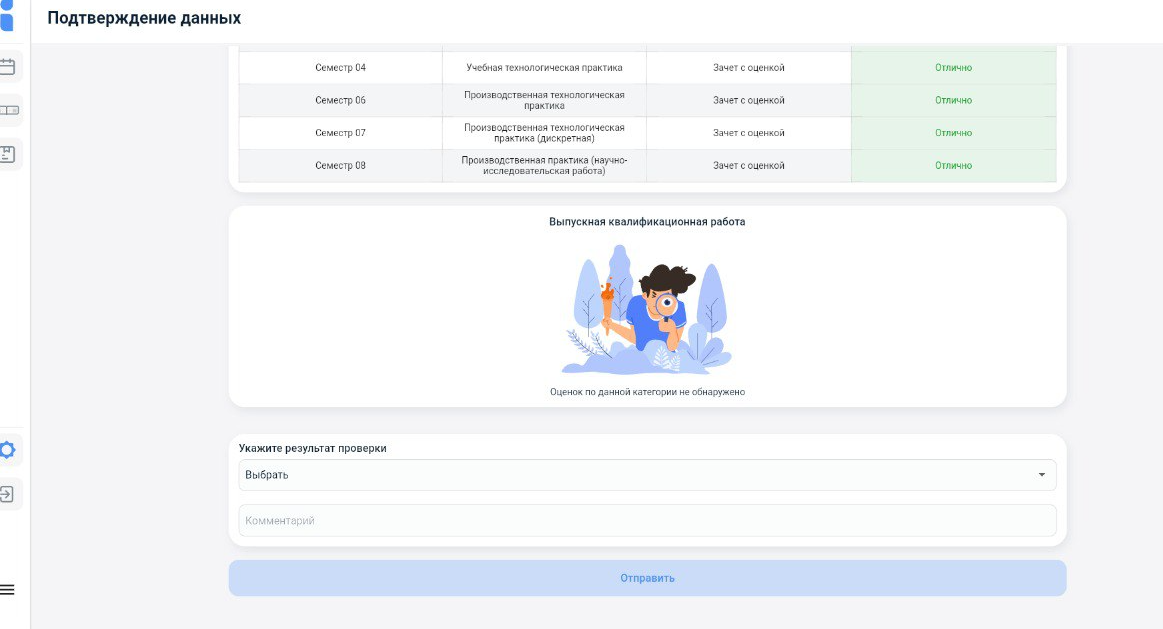 Подтверждение данных
Семестр 04 Учебная технологическая практика Зачет с оценкой Отлично
Семестр 06 Производственная технологическая практика Зачет с оценкой Отлично
Семестр 07 Производственная технологическая практика (дискретная) Зачет с оценкой Отлично
Семестр 08 Производственная практика (научно-исследовательская работа) Зачет с оценкой Отлично
Выпускная квалификационная работа
Оценок по данной категории не обнаружено
Укажите результат проверки
Выбрать
Комментарий
Отправить